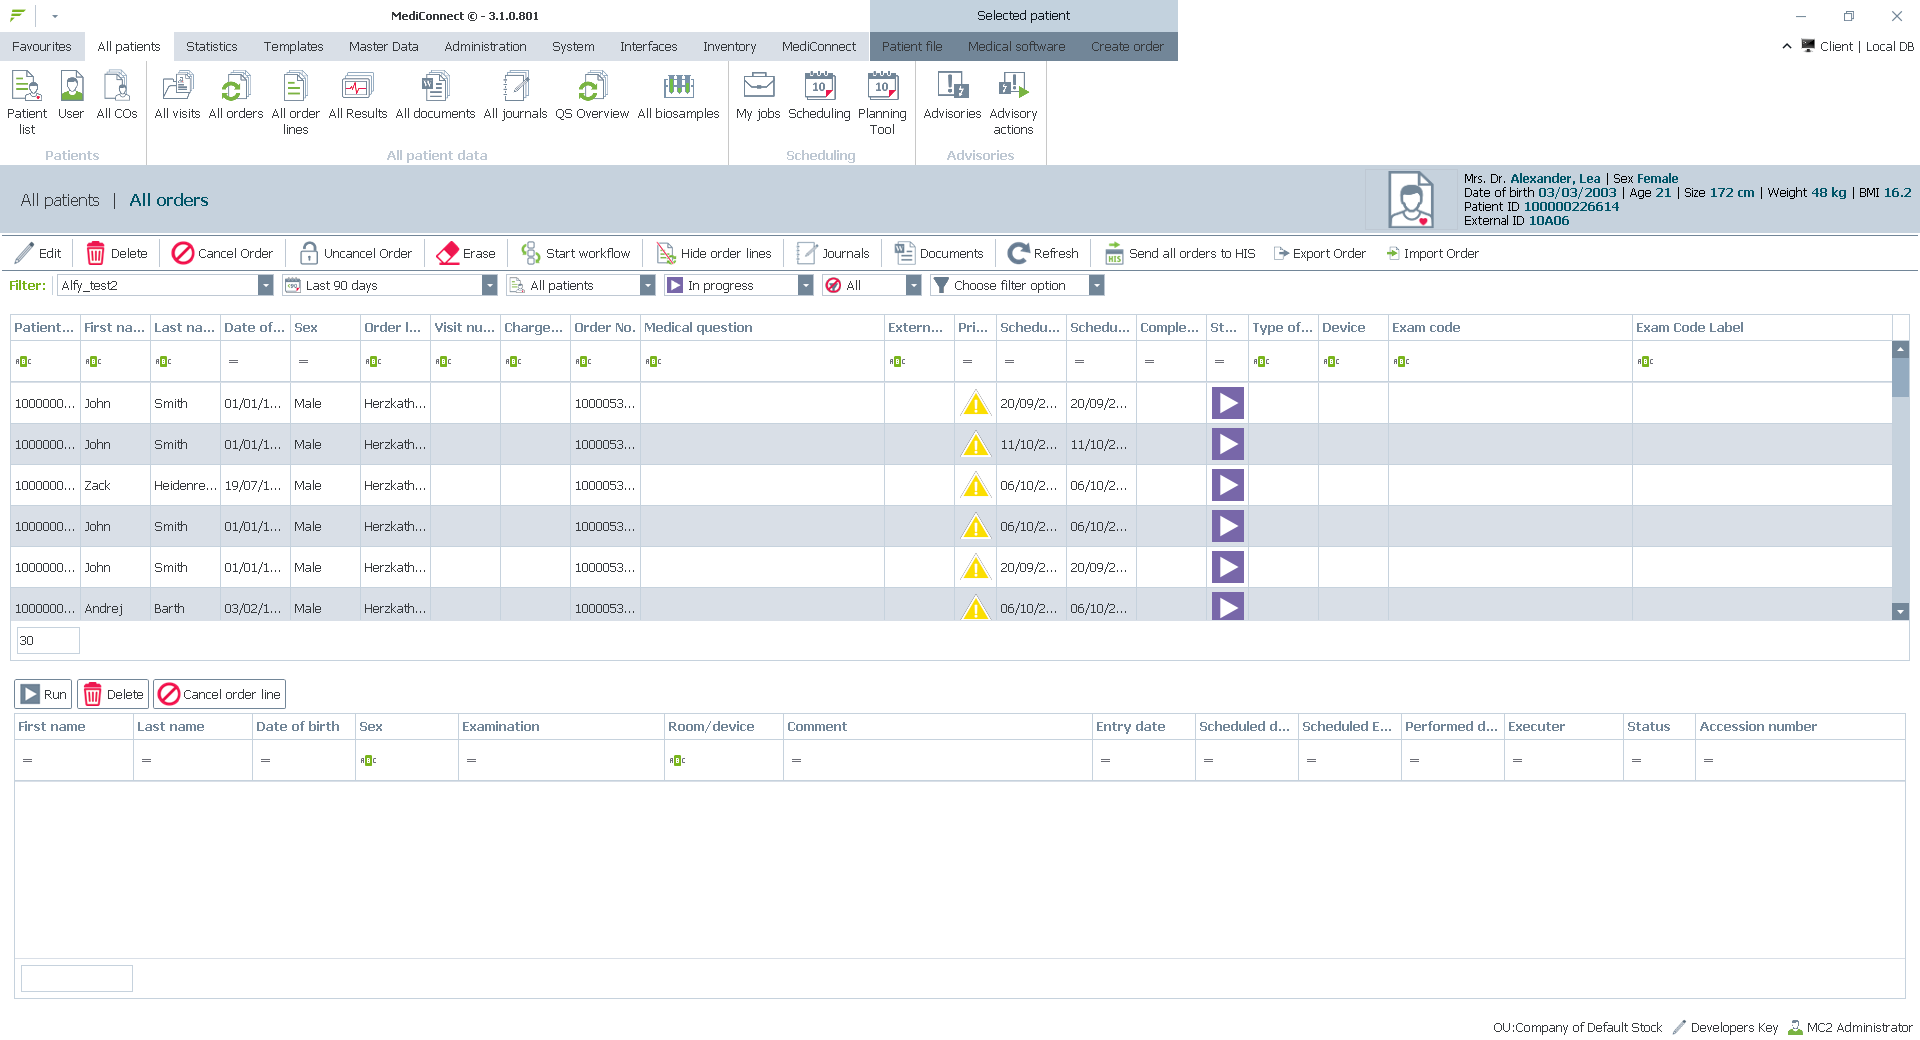 MediConnect © - 3.1.0.801
Selected patient
Favourites All patients Statistics Templates Master Data Administration System Interfaces Inventory MediConnect Patient file Medical software Create order
Client | Local DB
Patient list User All COs All visits All orders All order lines All Results All documents All journals QS Overview All biosamples My jobs Scheduling Planning Tool Advisories Advisory actions
Patients All patient data Scheduling Advisories
All patients | All orders
Mrs. Dr. Alexander, Lea | Sex Female
Date of birth 03/03/2003 | Age 21 | Size 172 cm | Weight 48 kg | BMI 16.2
Patient ID 100000226614
External ID 10A06
Edit Delete Cancel Order Uncancel Order Erase Start workflow Hide order lines Journals Documents Refresh Send all orders to HIS Export Order Import Order
Filter: Alfy_test2 Last 90 days All patients In progress All Choose filter option
Patient... First na... Last na... Date of... Sex Order l... Visit nu... Charge... Order No. Medical question Extern... Pri... Schedu... Schedu... Comple... St... Type of... Device Exam code Exam Code Label
1000000... John Smith 01/01/1... Male Herzkath... 1000053... 20/09/2... 20/09/2...
1000000... John Smith 01/01/1... Male Herzkath... 1000053... 11/10/2... 11/10/2...
1000000... Zack Heidenre... 19/07/1... Male Herzkath... 1000053... 06/10/2... 06/10/2...
1000000... John Smith 01/01/1... Male Herzkath... 1000053... 06/10/2... 06/10/2...
1000000... John Smith 01/01/1... Male Herzkath... 1000053... 20/09/2... 20/09/2...
1000000... Andrej Barth 03/02/1... Male Herzkath... 1000053... 06/10/2... 06/10/2...
30
Run Delete Cancel order line
First name Last name Date of birth Sex Examination Room/device Comment Entry date Scheduled d... Scheduled E... Performed d... Executer Status Accession number
OU:Company of Default Stock Developers Key MC2 Administrator